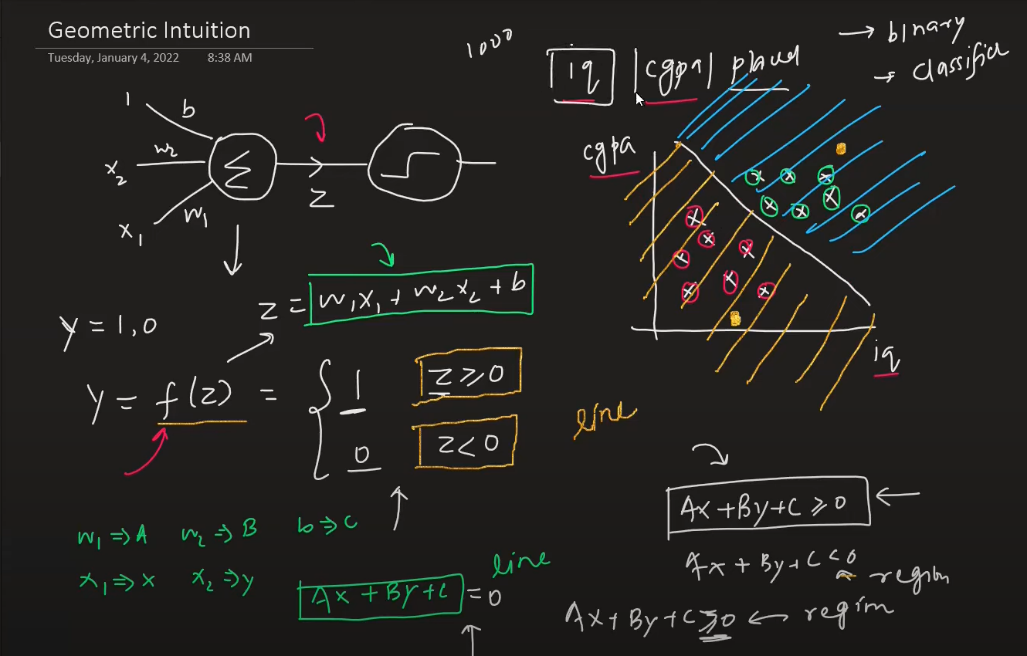 Geometric Intuition
Tuesday, January 4, 2022 8:38 AM
1000
iq | cgpa | placed
→ binary
→ classifier
1 b
x₂ w₂ Σ
x₁ w₁
z
cgpa
iq
z = w₁x₁ + w₂x₂ + b
y = 1, 0
y = f(z) = { 1 z ≥ 0
0 z < 0
line
w₁ ⇒ A w₂ ⇒ B b ⇒ C
x₁ ⇒ x x₂ ⇒ y
Ax + By + C = 0 line
Ax + By + C ≥ 0 ←
Ax + By + C < 0 region
Ax + By + C ≥ 0 ← region